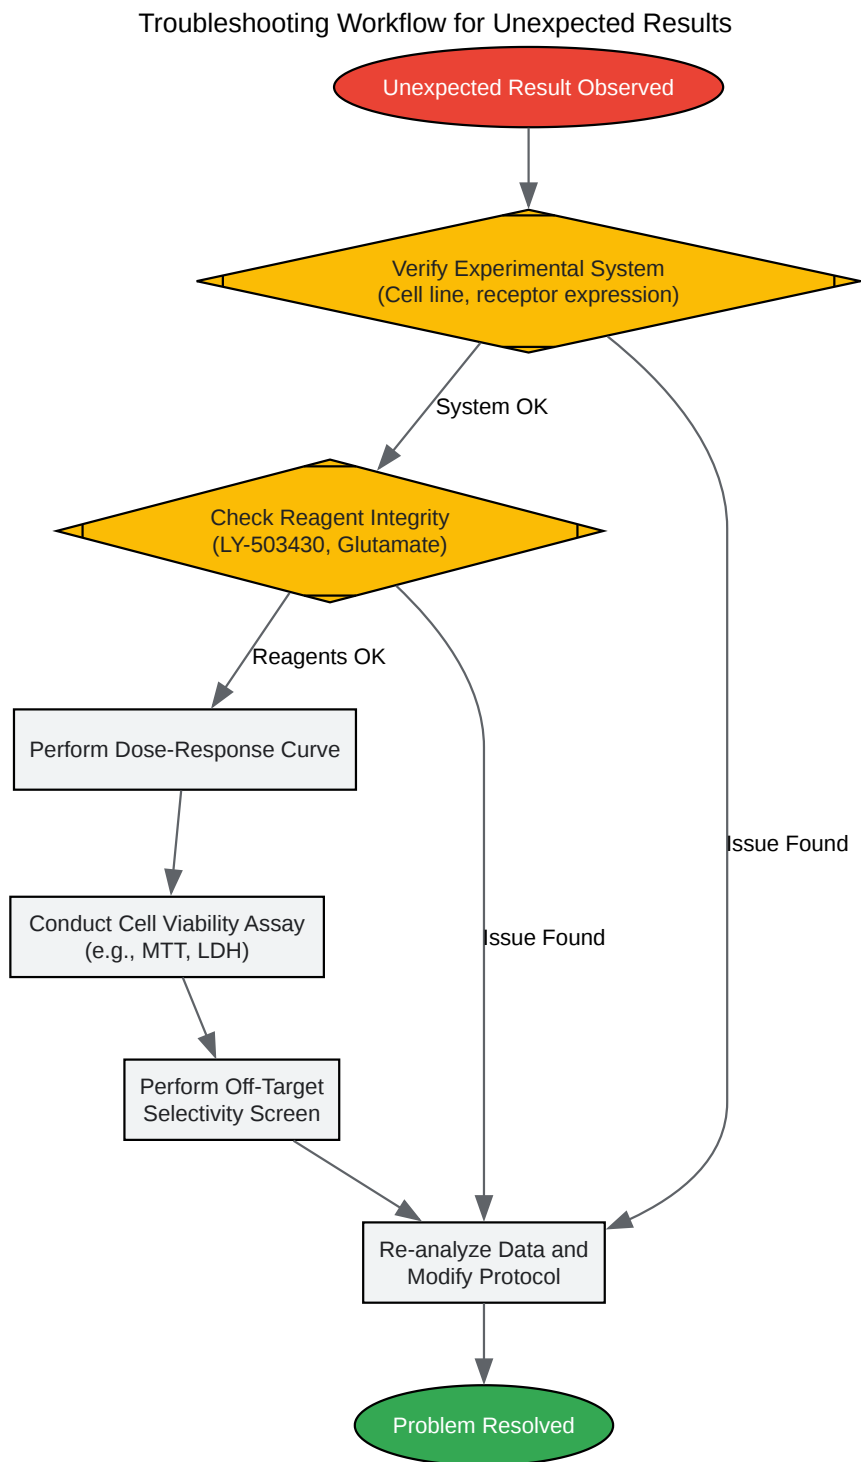 Troubleshooting Workflow for Unexpected Results
Unexpected Result Observed
Verify Experimental System
(Cell line, receptor expression)
System OK
Check Reagent Integrity
(LY-503430, Glutamate)
Reagents OK
Perform Dose-Response Curve
Issue Found
Conduct Cell Viability Assay
(e.g., MTT, LDH)
Issue Found
Perform Off-Target
Selectivity Screen
Re-analyze Data and
Modify Protocol
Problem Resolved